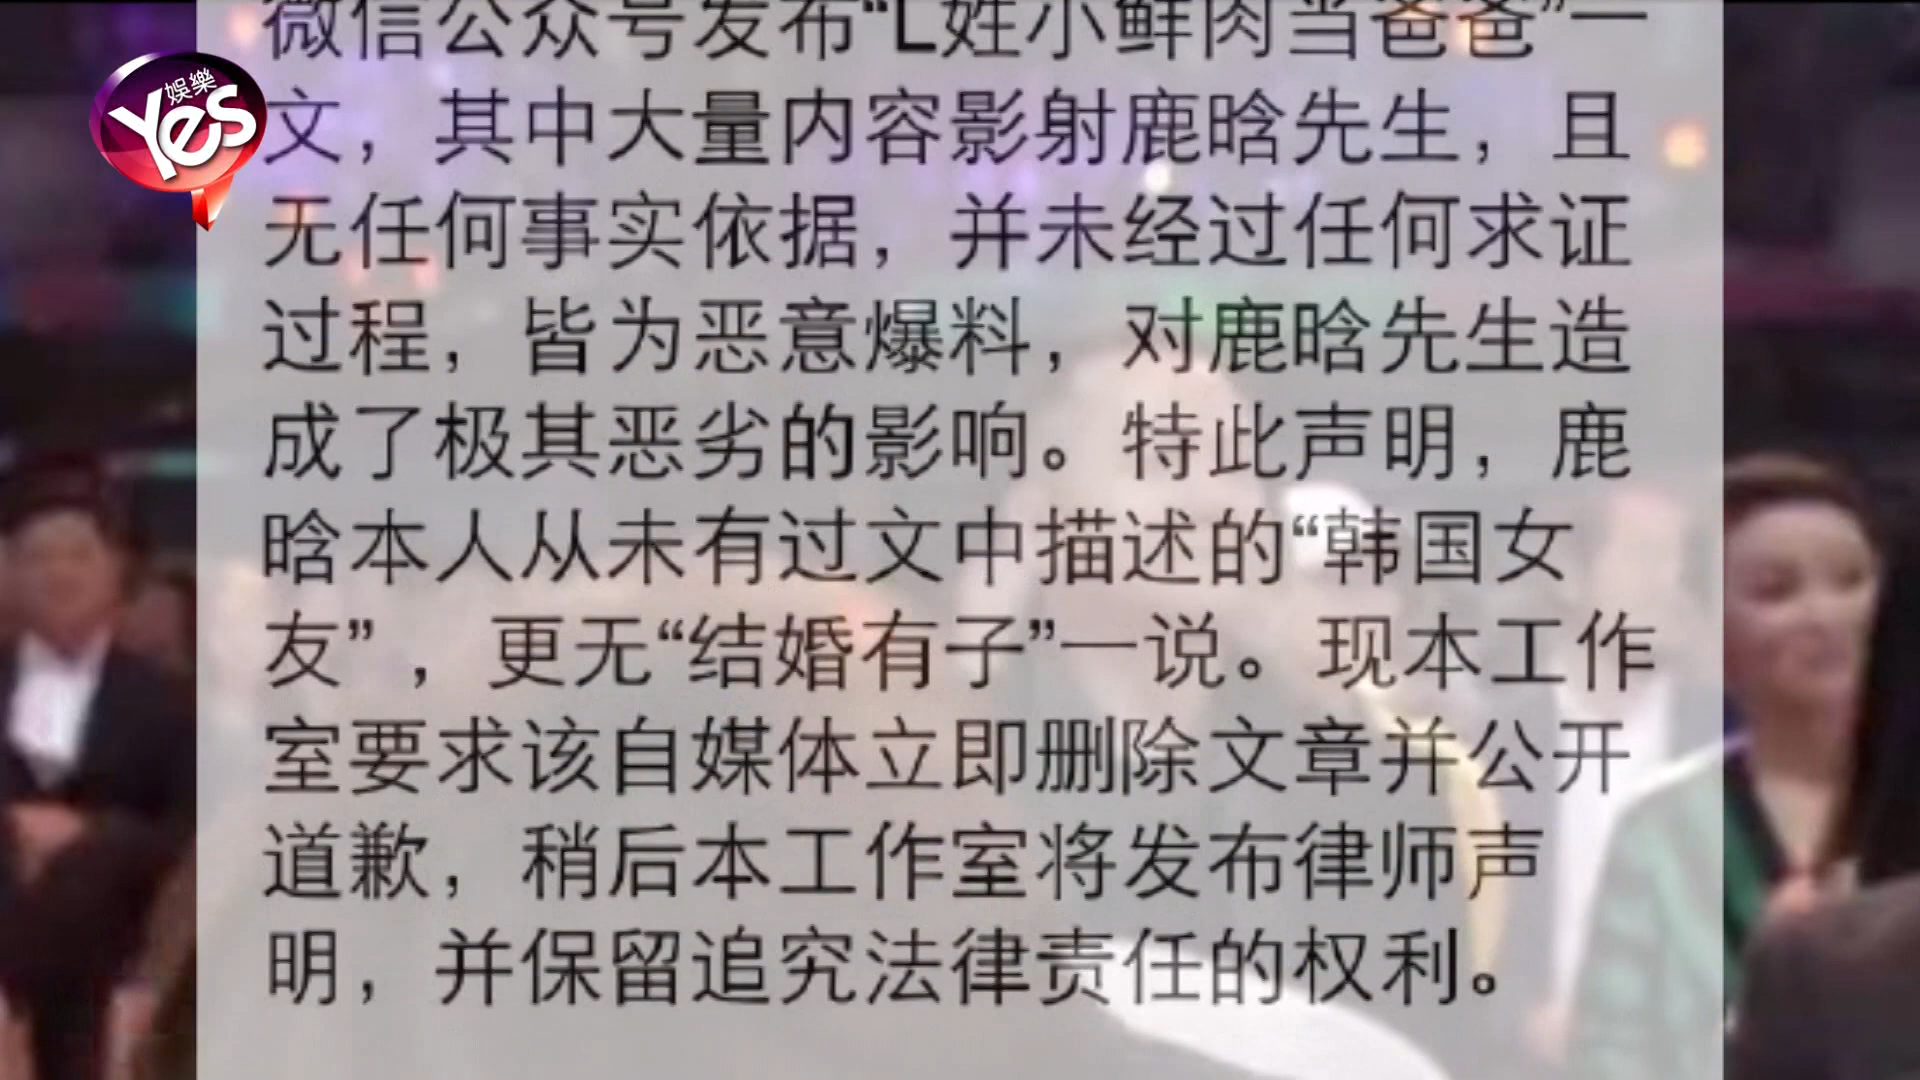 微信公众号发布“L姓小鲜肉当爸爸”一
娱樂
Yes
文，其中大量内容影射鹿晗先生，且
无任何事实依据，并未经过任何求证
过程，皆为恶意爆料，对鹿晗先生造
成了极其恶劣的影响。特此声明，鹿
晗本人从未有过文中描述的“韩国女
友”，更无“结婚有子”一说。现本工作
室要求该自媒体立即删除文章并公开
道歉，稍后本工作室将发布律师声
明，并保留追究法律责任的权利。